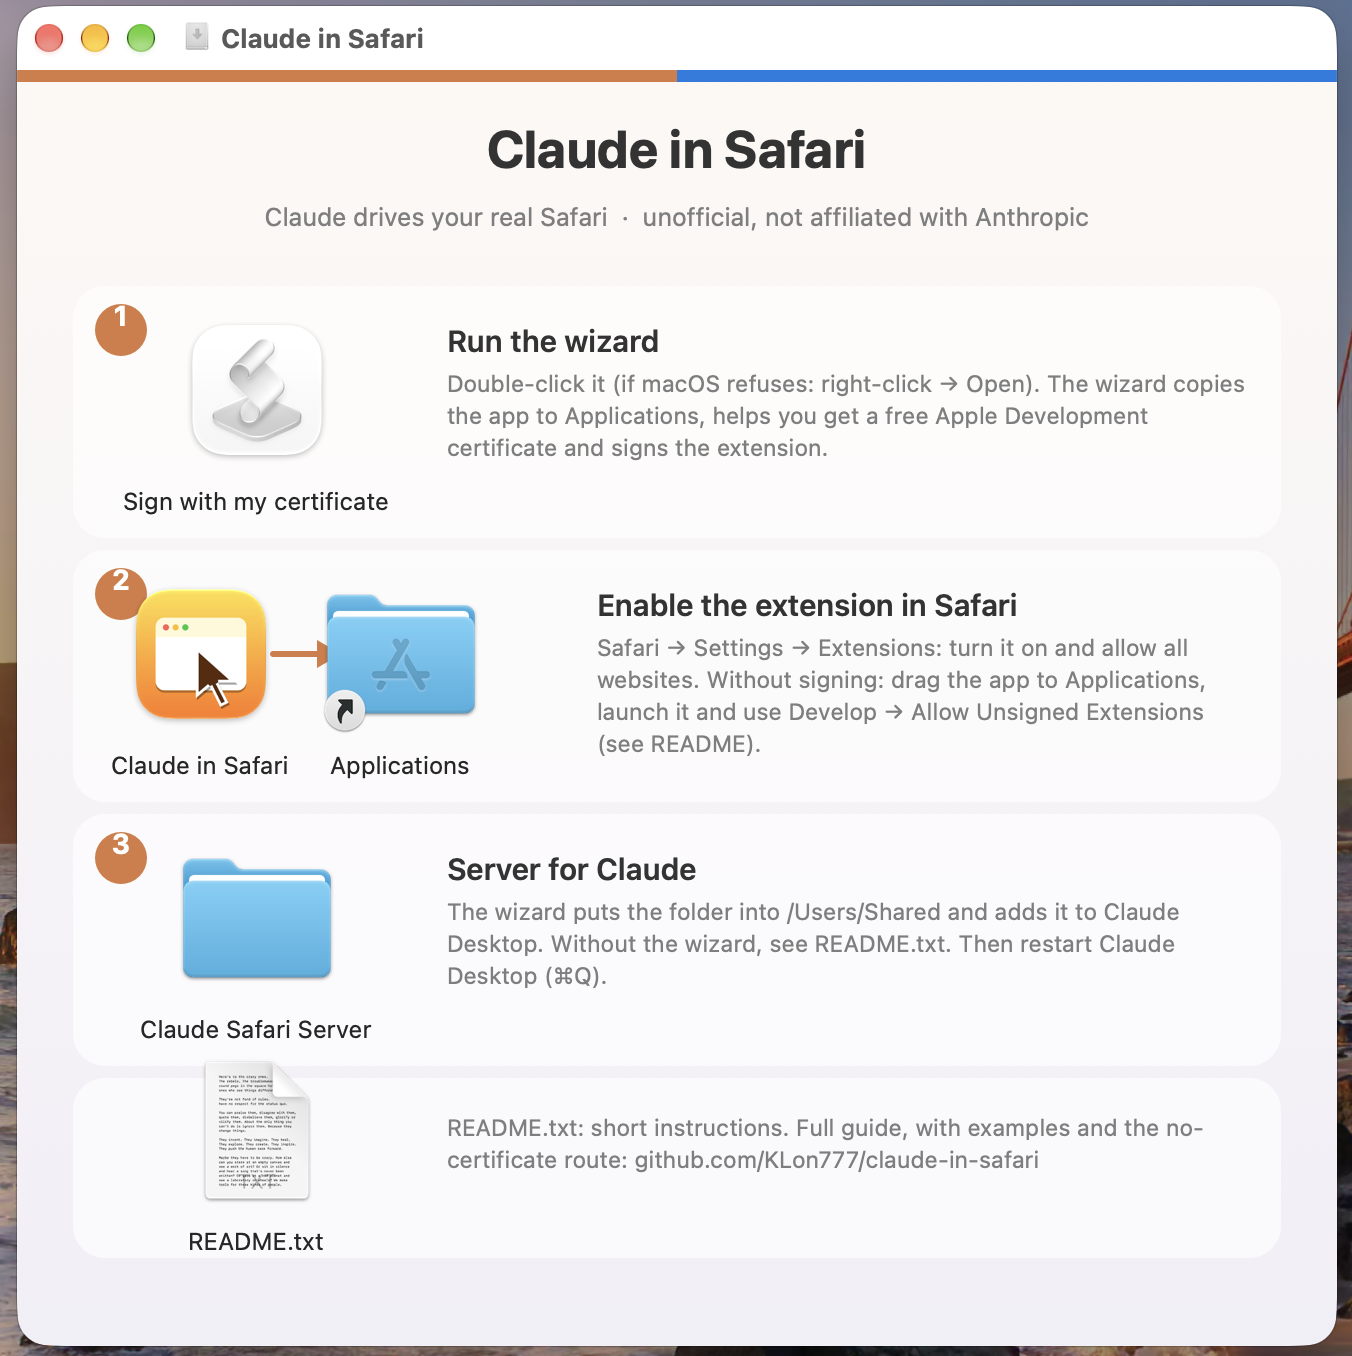 Claude in Safari
Claude in Safari
Claude drives your real Safari · unofficial, not affiliated with Anthropic
1
Run the wizard
Double-click it (if macOS refuses: right-click → Open). The wizard copies
the app to Applications, helps you get a free Apple Development
certificate and signs the extension.
Sign with my certificate
2
Enable the extension in Safari
Safari → Settings → Extensions: turn it on and allow all
websites. Without signing: drag the app to Applications,
launch it and use Develop → Allow Unsigned Extensions
(see README).
Claude in Safari
Applications
3
Server for Claude
The wizard puts the folder into /Users/Shared and adds it to Claude
Desktop. Without the wizard, see README.txt. Then restart Claude
Desktop (⌘Q).
Claude Safari Server
README.txt: short instructions. Full guide, with examples and the no-
certificate route: github.com/KLon777/claude-in-safari
TXT
README.txt